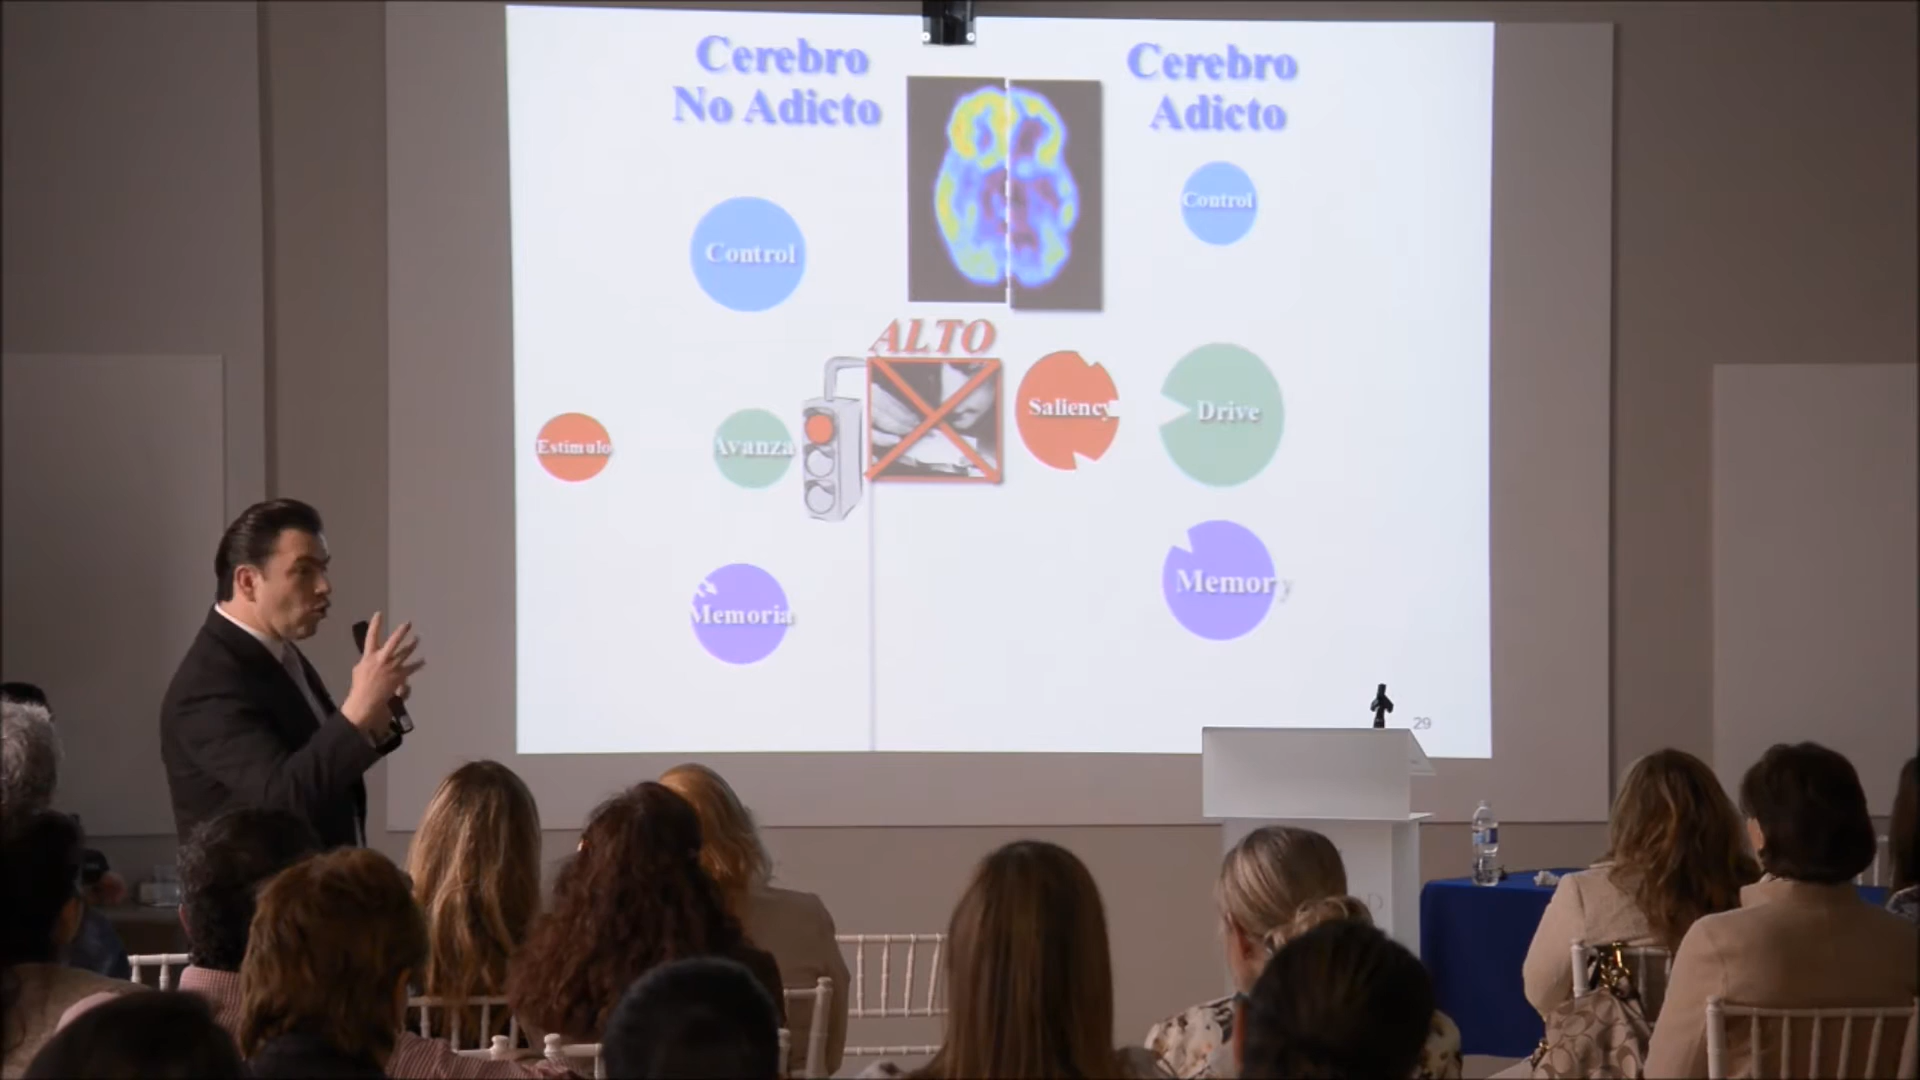 Cerebro
No Adicto
Cerebro
Adicto
Control
Control
ALTO
Estimulo
Avanza
Saliency
Drive
Memoria
Memory
29